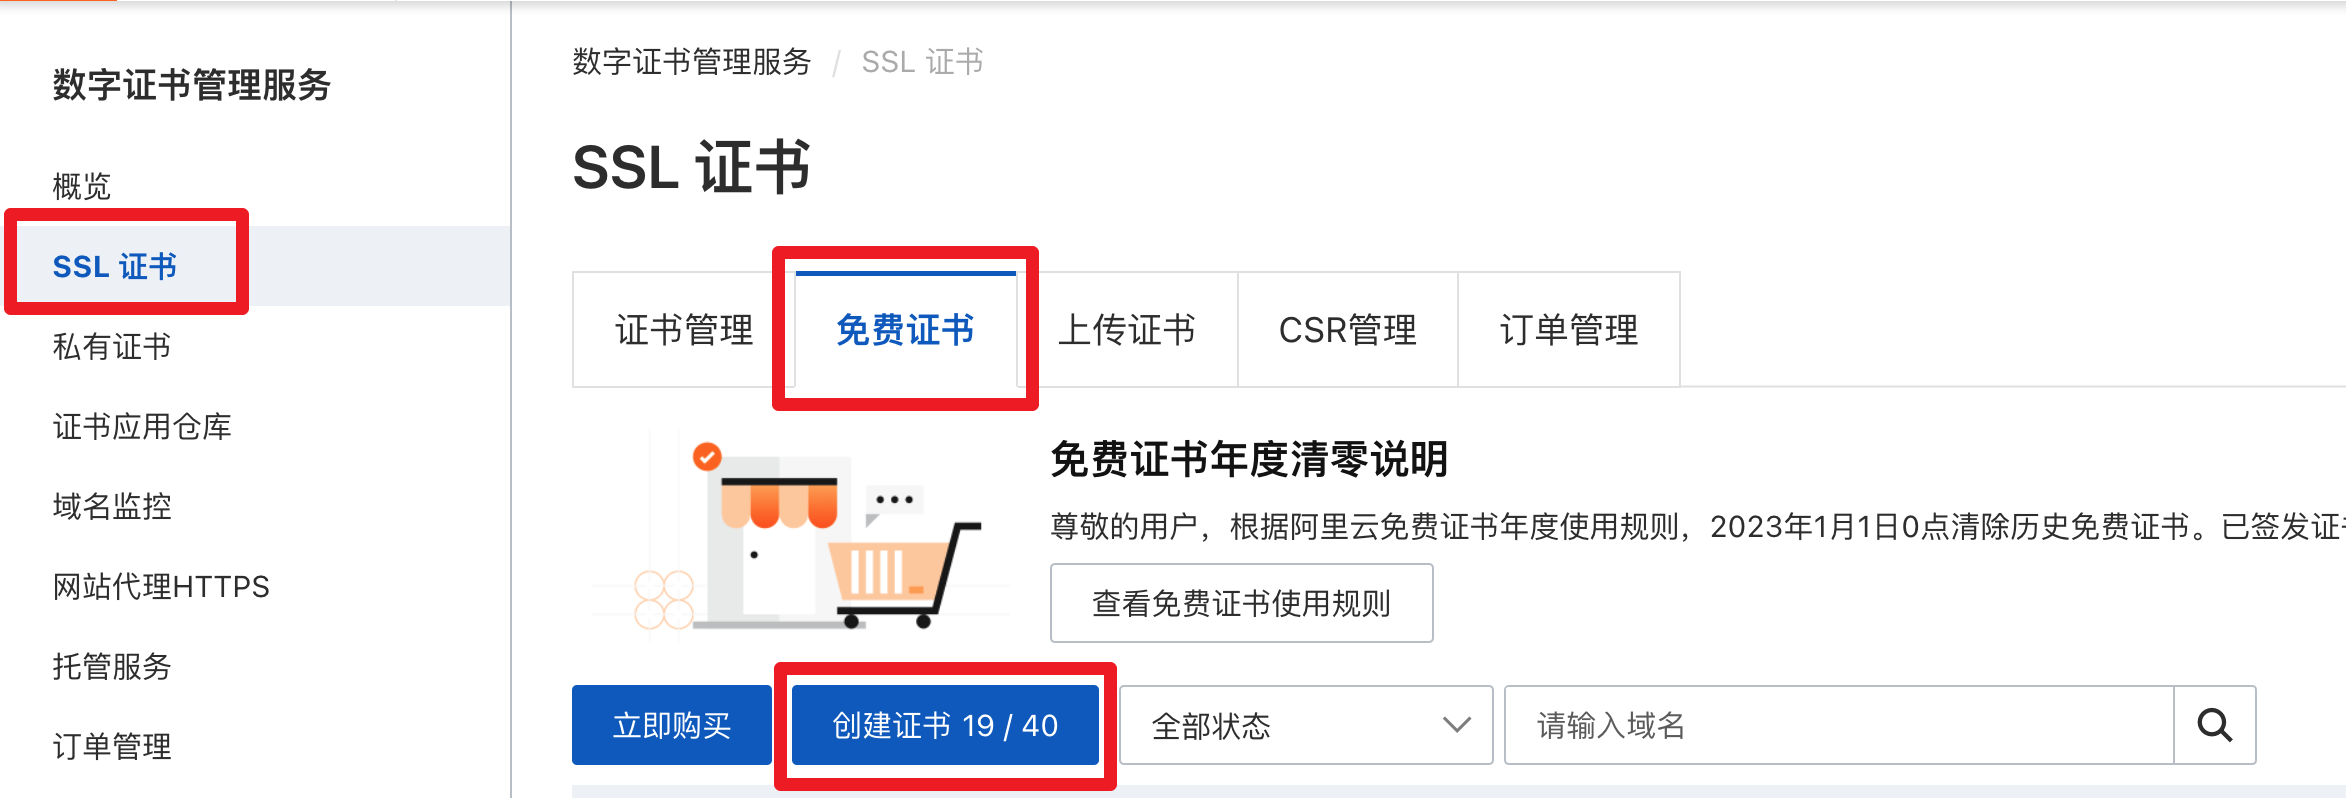 数字证书管理服务
概览
SSL 证书
私有证书
证书应用仓库
域名监控
网站代理HTTPS
托管服务
订单管理
数字证书管理服务 / SSL 证书
SSL 证书
证书管理 免费证书 上传证书 CSR管理 订单管理
免费证书年度清零说明
尊敬的用户，根据阿里云免费证书年度使用规则，2023年1月1日0点清除历史免费证书。已签发证
查看免费证书使用规则
立即购买 创建证书 19 / 40 全部状态 请输入域名